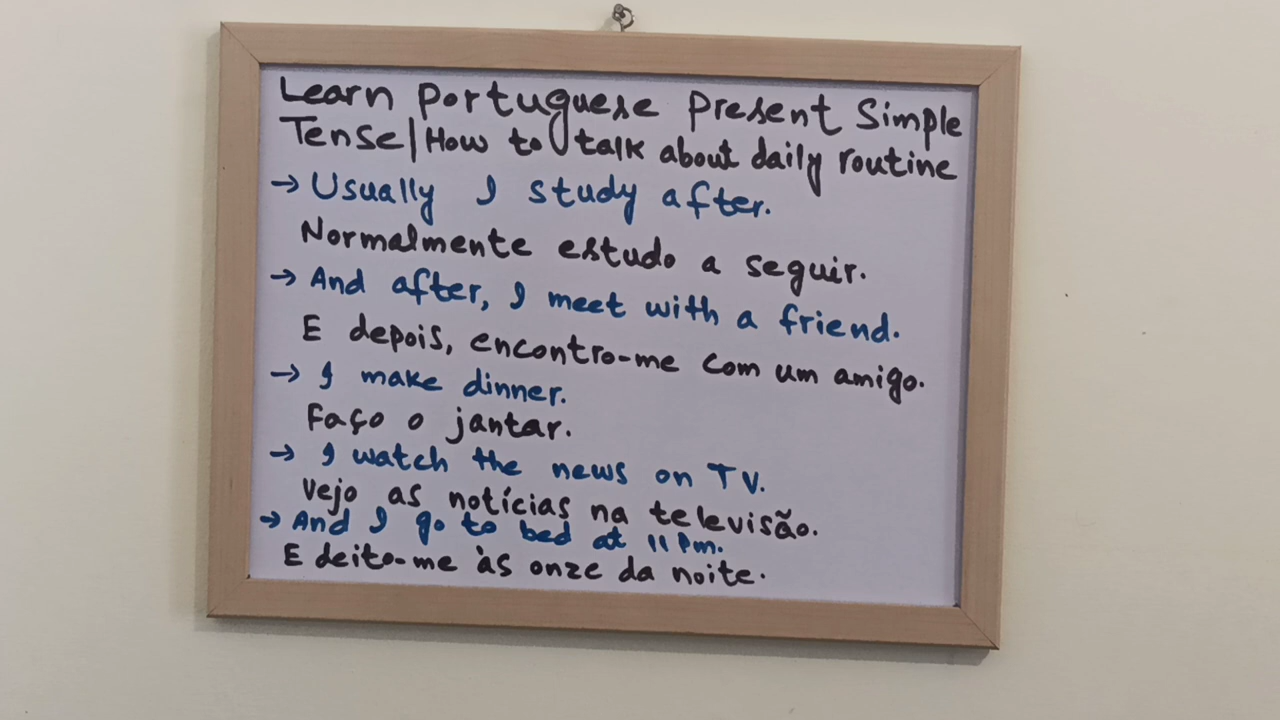 Learn Portuguese Present Simple
Tense/How to talk about daily routine
→ Usually I study after.
Normalmente estudo a seguir.
→ And after, I meet with a friend.
E depois, encontro-me com um amigo.
→ I make dinner.
Faço o jantar.
→ I watch the news on TV.
Vejo as notícias na televisão.
→ And I go to bed at 11 Pm.
E deito-me às onze da noite.